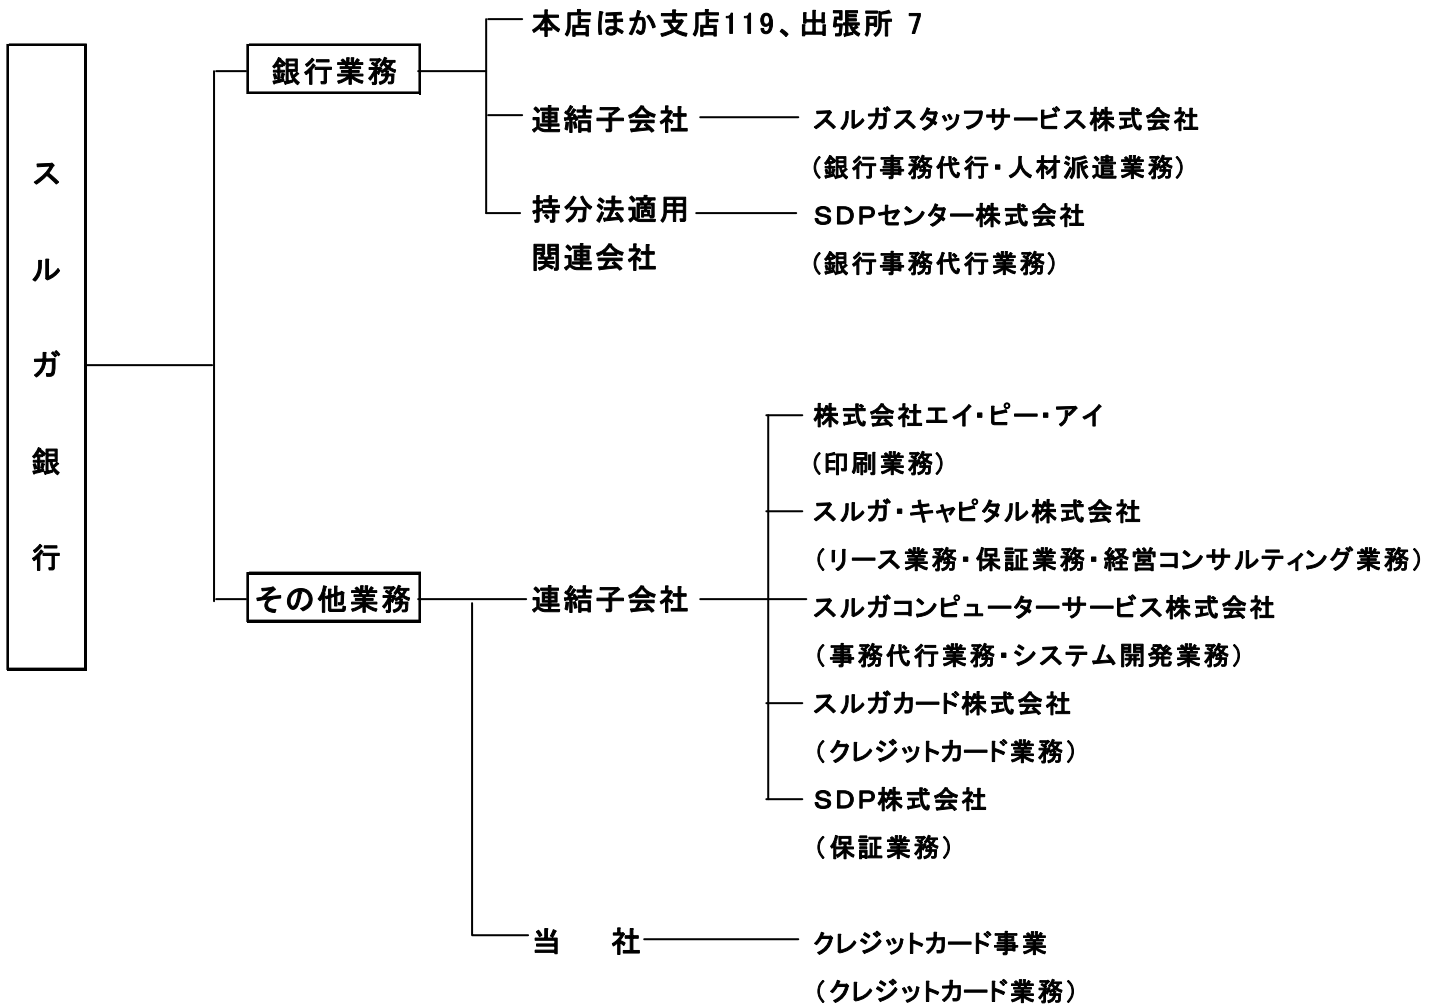 スルガ銀行
銀行業務
本店ほか支店119、出張所 7
連結子会社
スルガスタッフサービス株式会社
(銀行事務代行・人材派遣業務)
持分法適用
関連会社
SDPセンター株式会社
(銀行事務代行業務)
その他業務
連結子会社
株式会社エイ・ピー・アイ
(印刷業務)
スルガ・キャピタル株式会社
(リース業務・保証業務・経営コンサルティング業務)
スルガコンピューターサービス株式会社
(事務代行業務・システム開発業務)
スルガカード株式会社
(クレジットカード業務)
SDP株式会社
(保証業務)
当 社
クレジットカード事業
(クレジットカード業務)